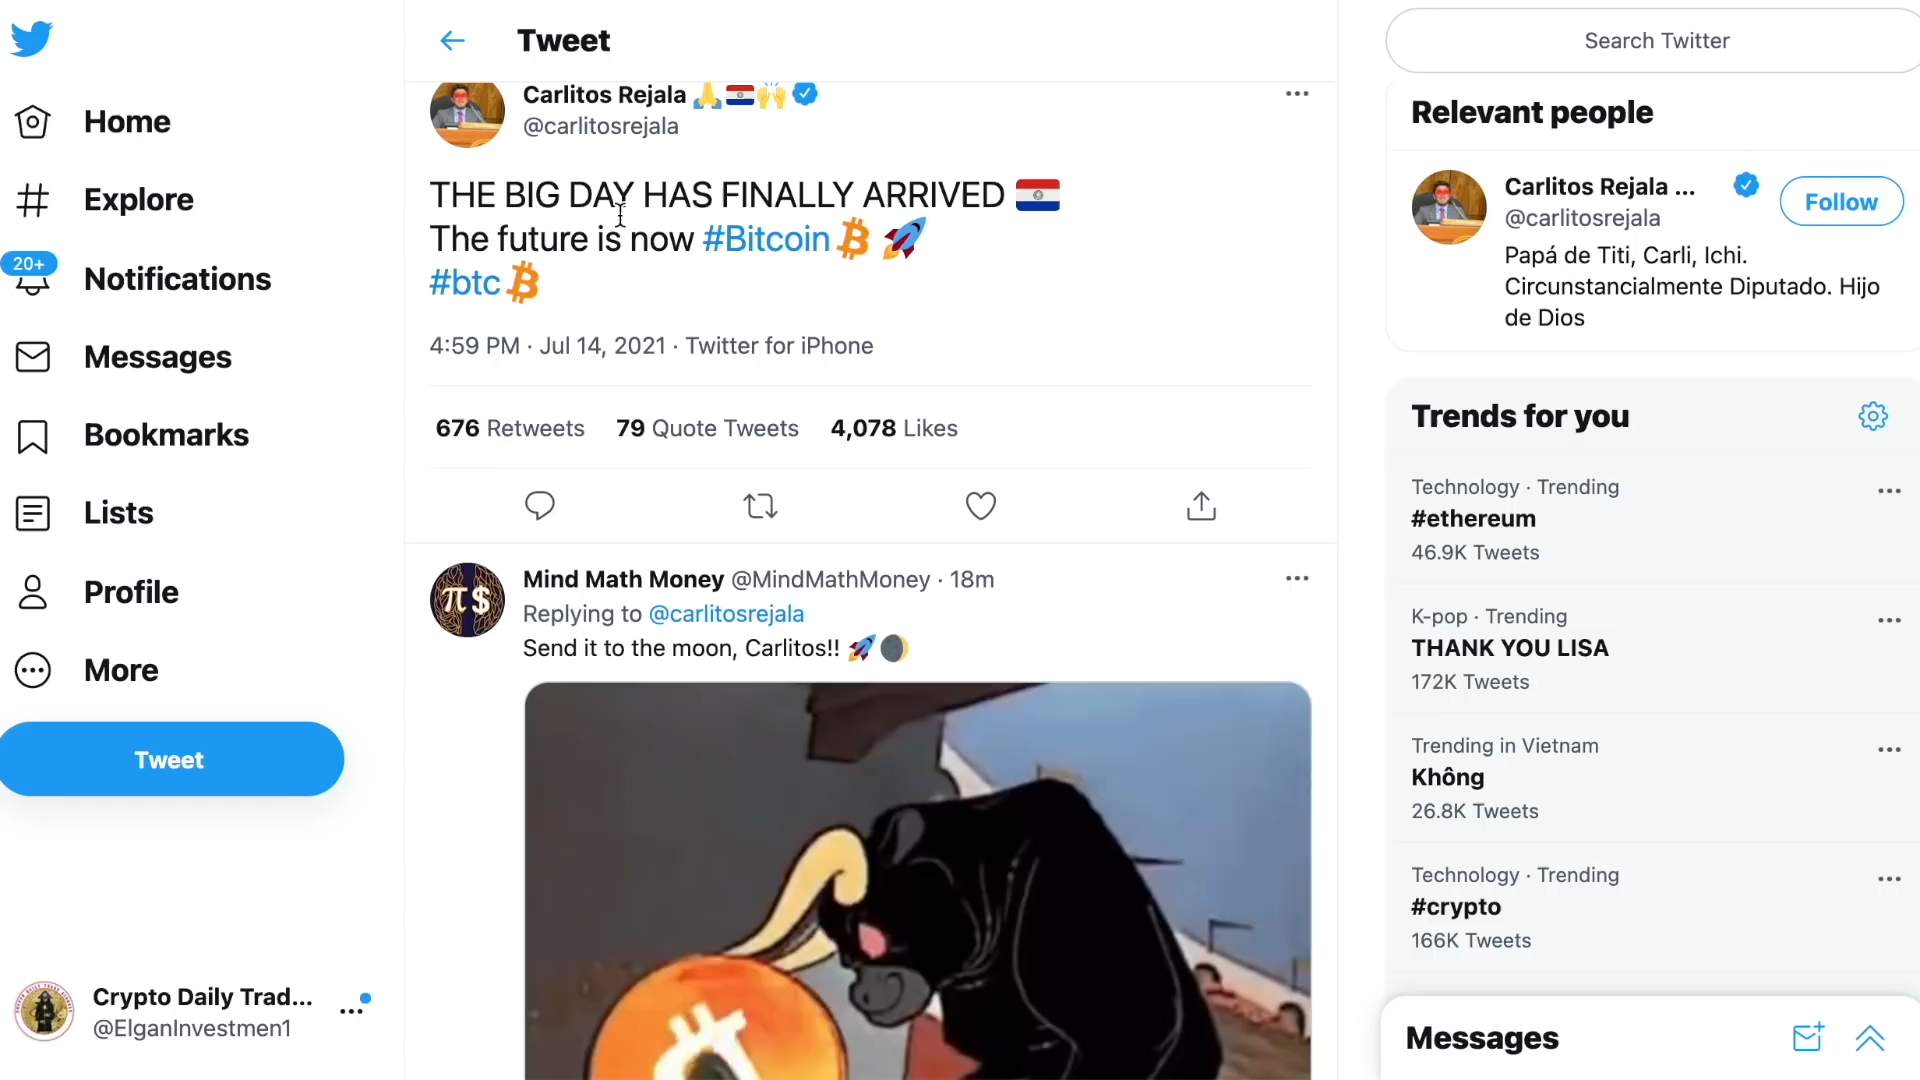 Home
Explore
20+
Notifications
Messages
Bookmarks
Lists
Profile
More
Tweet
Crypto Daily Trad...
@ElganInvestmen1
Tweet
Carlitos Rejala
@carlitosrejala
THE BIG DAY HAS FINALLY ARRIVED
The future is now #Bitcoin
#btc
4:59 PM · Jul 14, 2021 · Twitter for iPhone
676 Retweets 79 Quote Tweets 4,078 Likes
Mind Math Money @MindMathMoney · 18m
Replying to @carlitosrejala
Send it to the moon, Carlitos!!
Search Twitter
Relevant people
Carlitos Rejala ...
@carlitosrejala
Follow
Papá de Titi, Carli, Ichi.
Circunstancialmente Diputado. Hijo
de Dios
Trends for you
Technology · Trending
#ethereum
46.9K Tweets
K-pop · Trending
THANK YOU LISA
172K Tweets
Trending in Vietnam
Không
26.8K Tweets
Technology · Trending
#crypto
166K Tweets
Messages